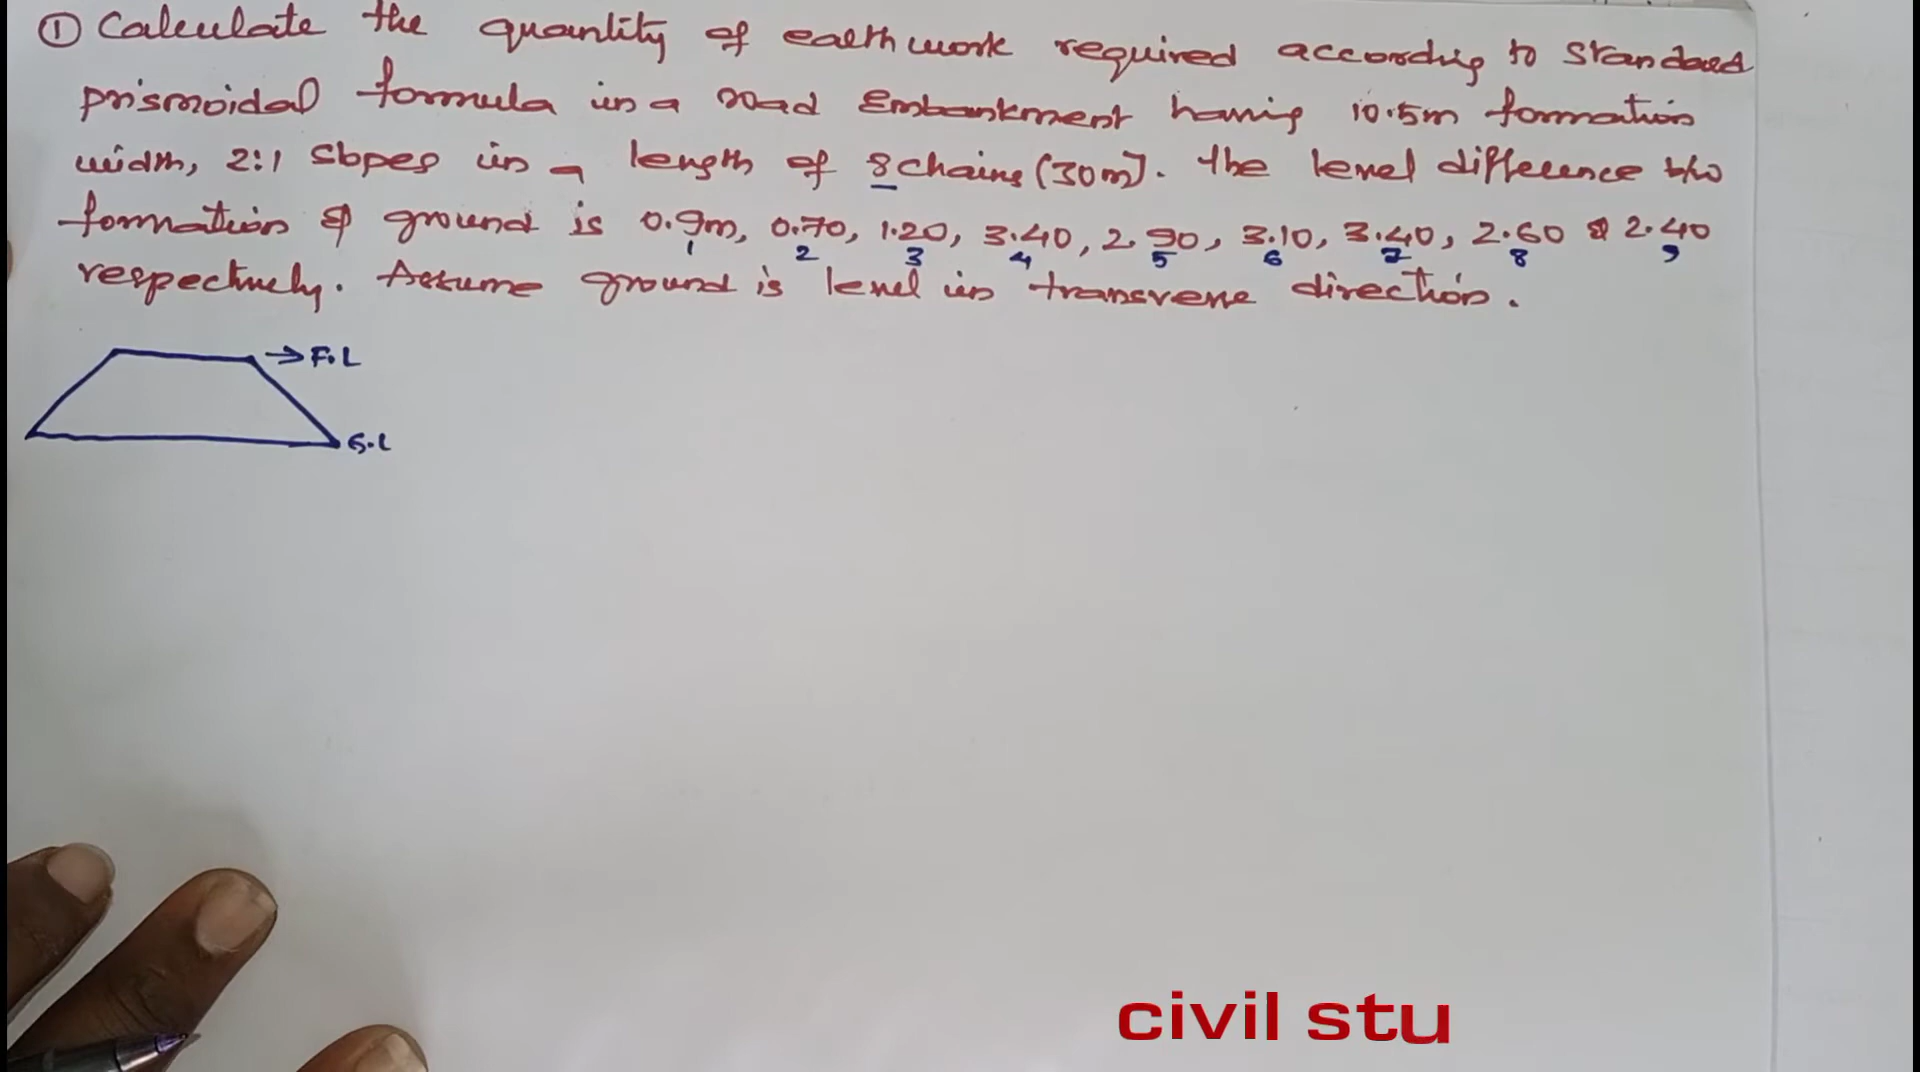 ① Calculate the quantity of earthwork required according to standard
prismoidal formula in a road Embankment having 10.5m formation
width, 2:1 slopes in a length of 8 chains (30m). The level difference b/w
formation & ground is 0.9m, 0.70, 1.20, 3.40, 2.90, 3.10, 3.40, 2.60 & 2.40
1 2 3 4 5 6 7 8 9
respectively. Assume ground is level in transverse direction.
→ F.L
G.L
civil stu